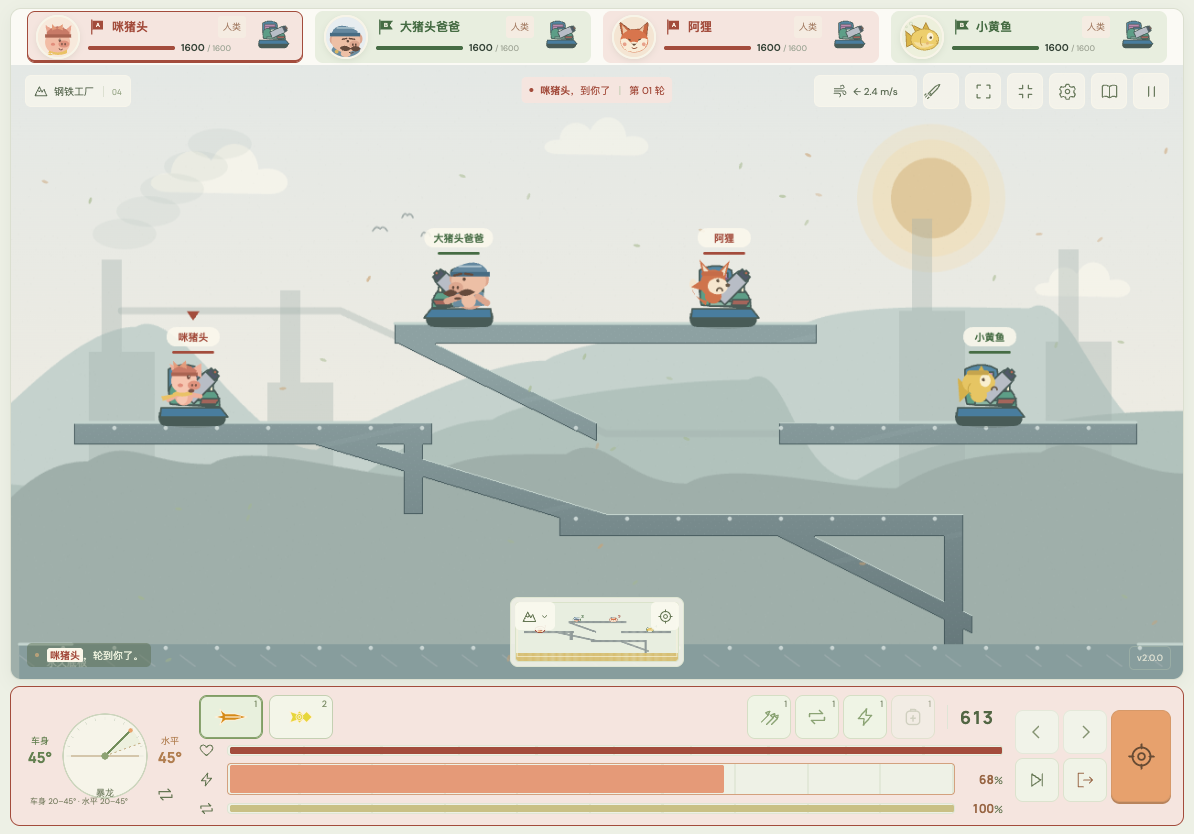 A 咪猪头 人类
1600 / 1600
B 大猪头爸爸 人类
1600 / 1600
A 阿狸 人类
1600 / 1600
B 小黄鱼 人类
1600 / 1600
钢铁工厂 04
咪猪头，到你了 第 01 轮
← 2.4 m/s
大猪头爸爸
阿狸
咪猪头
小黄鱼
咪猪头，轮到你了。
v2.0.0
1
2
1
1
1
1
613
车身
45°
水平
45°
暴龙
车身 20–45° · 水平 20–45°
68%
100%